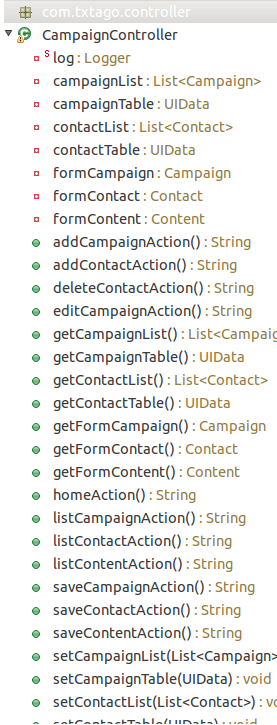 com.txtago.controller
CampaignController
S log : Logger
campaignList : List<Campaign>
campaignTable : UIData
contactList : List<Contact>
contactTable : UIData
formCampaign : Campaign
formContact : Contact
formContent : Content
addCampaignAction() : String
addContactAction() : String
deleteContactAction() : String
editCampaignAction() : String
getCampaignList() : List<Campaig
getCampaignTable() : UIData
getContactList() : List<Contact>
getContactTable() : UIData
getFormCampaign() : Campaign
getFormContact() : Contact
getFormContent() : Content
homeAction() : String
listCampaignAction() : String
listContactAction() : String
listContentAction() : String
saveCampaignAction() : String
saveContactAction() : String
saveContentAction() : String
setCampaignList(List<Campaign>
setCampaignTable(UIData) : void
setContactList(List<Contact>) : vo
setContactTable(UIData) : void